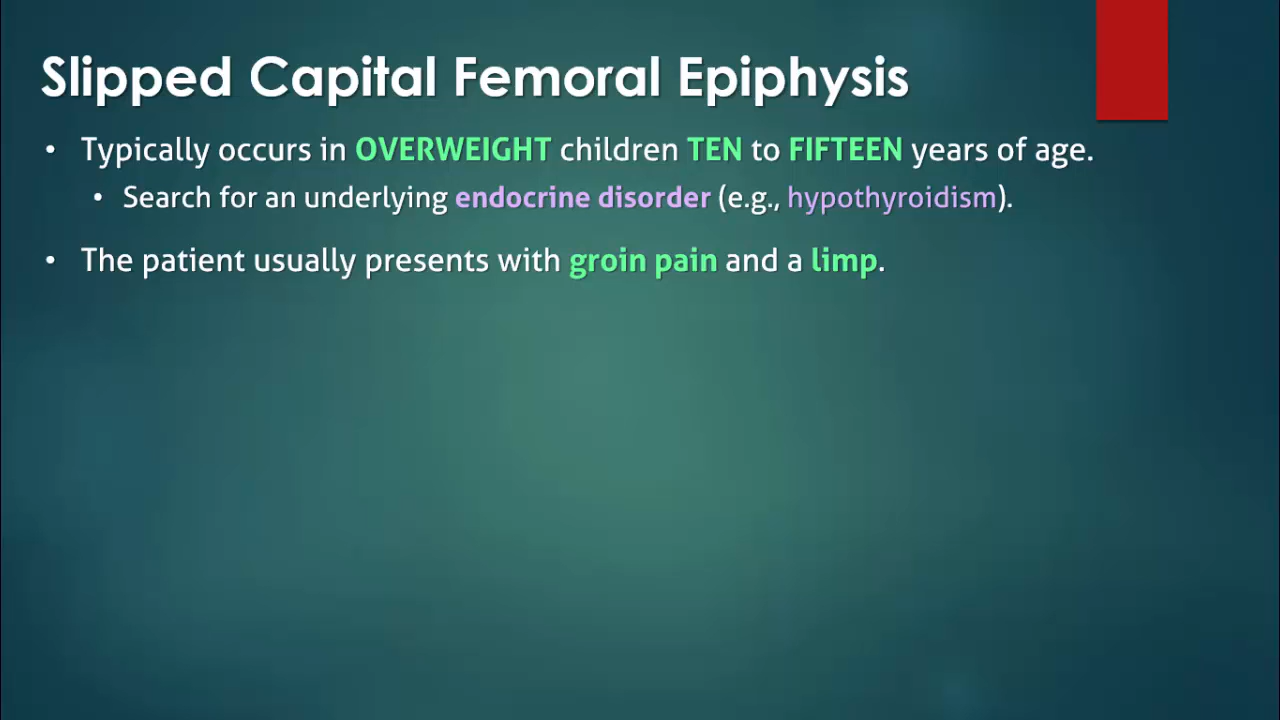 Slipped Capital Femoral Epiphysis
• Typically occurs in OVERWEIGHT children TEN to FIFTEEN years of age.
• Search for an underlying endocrine disorder (e.g., hypothyroidism).
• The patient usually presents with groin pain and a limp.